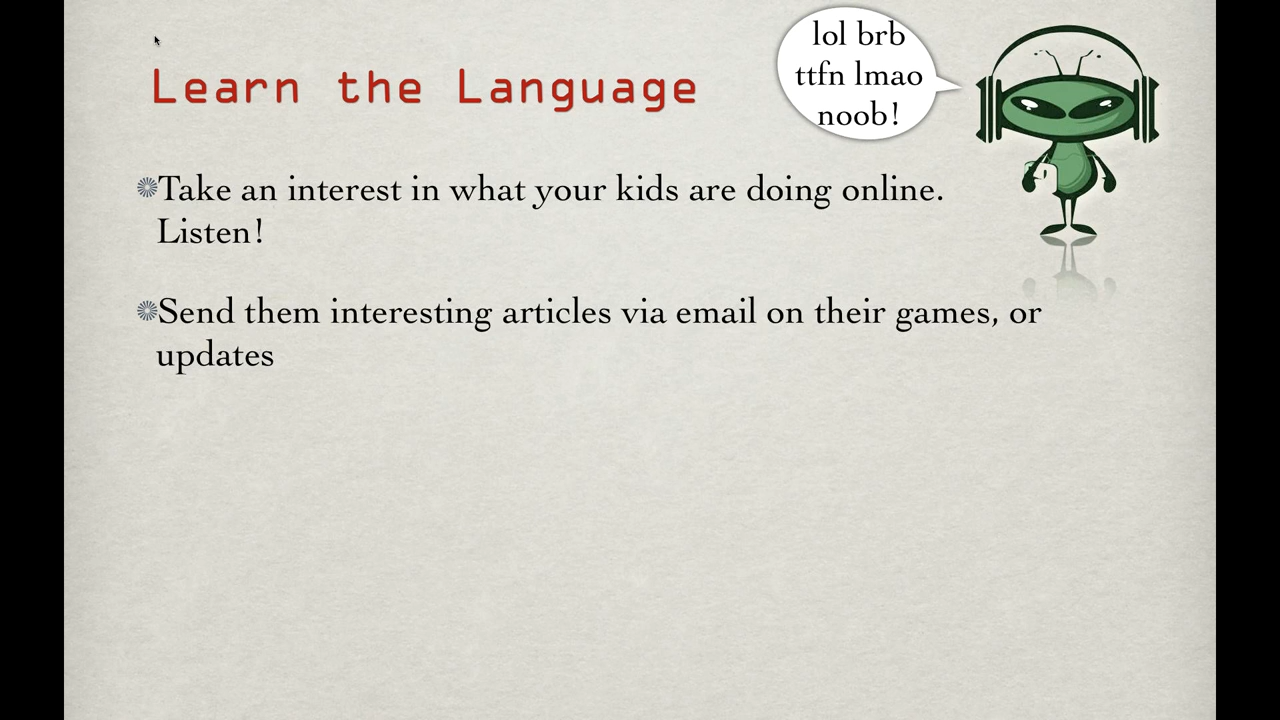 lol brb
ttfn lmao
noob!
Learn the Language
Take an interest in what your kids are doing online.
Listen!
Send them interesting articles via email on their games, or
updates